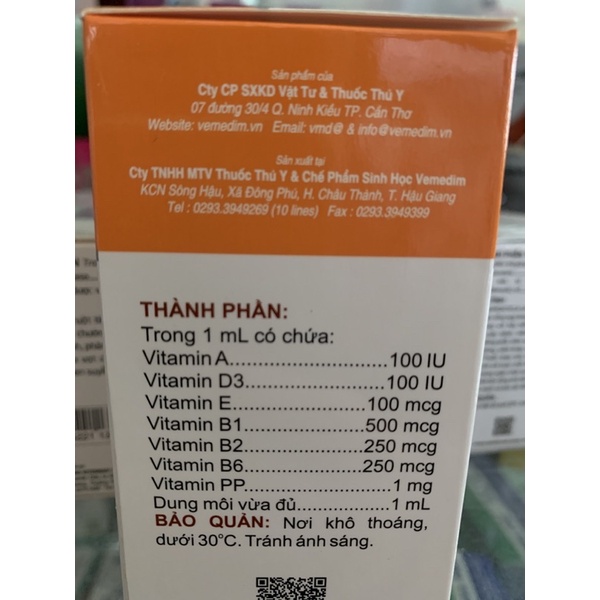 Sản phẩm của
Cty CP SXKD Vật Tư & Thuốc Thú Y
07 đường 30/4 Q. Ninh Kiều TP. Cần Thơ
Website: vemedim.vn Email: vmd@ & info@vemedim.vn
Sản xuất tại
Cty TNHH MTV Thuốc Thú Y & Chế Phẩm Sinh Học Vemedim
KCN Sông Hậu, Xã Đông Phú, H. Châu Thành, T. Hậu Giang
Tel : 0293.3949269 (10 lines) Fax : 0293.3949399
THÀNH PHẦN:
Trong 1 mL có chứa:
Vitamin A....................100 IU
Vitamin D3....................100 IU
Vitamin E....................100 mcg
Vitamin B1....................500 mcg
Vitamin B2....................250 mcg
Vitamin B6....................250 mcg
Vitamin PP....................1 mg
Dung môi vừa đủ....................1 mL
BẢO QUẢN: Nơi khô thoáng,
dưới 30°C. Tránh ánh sáng.